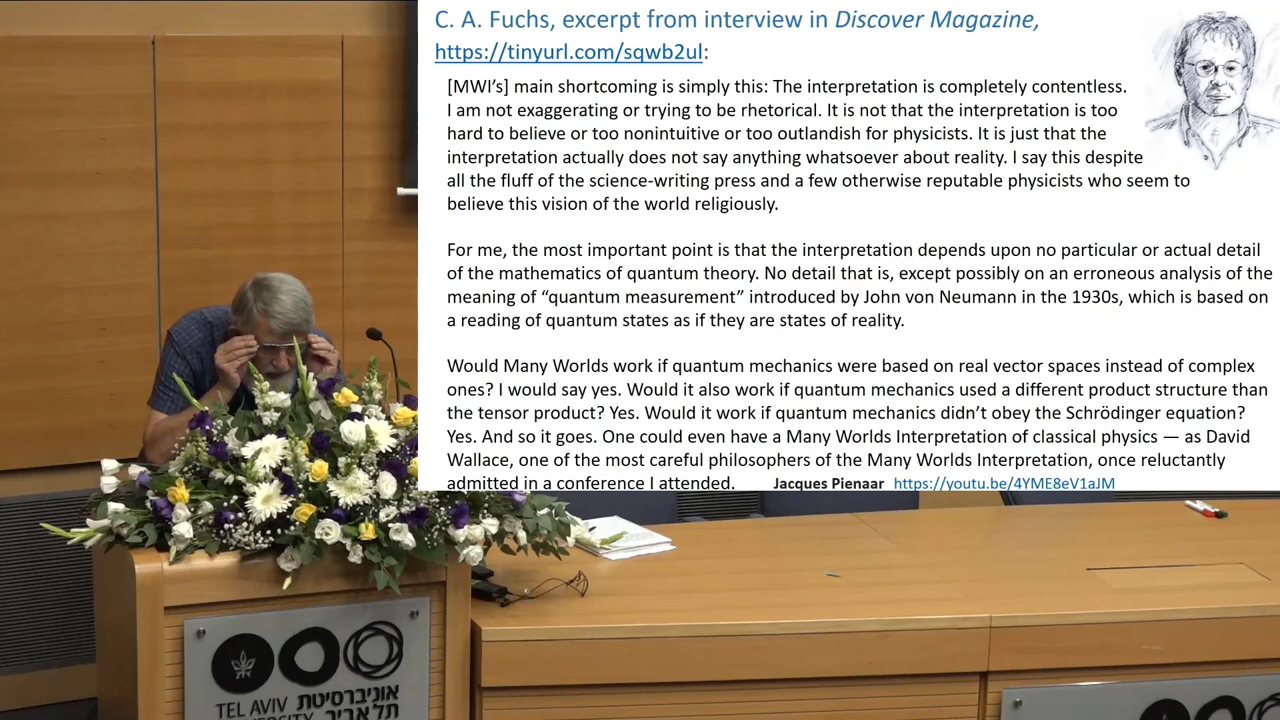 C. A. Fuchs, excerpt from interview in Discover Magazine,
https://tinyurl.com/sqwb2ul:
[MWI’s] main shortcoming is simply this: The interpretation is completely contentless.
I am not exaggerating or trying to be rhetorical. It is not that the interpretation is too
hard to believe or too nonintuitive or too outlandish for physicists. It is just that the
interpretation actually does not say anything whatsoever about reality. I say this despite
all the fluff of the science-writing press and a few otherwise reputable physicists who seem to
believe this vision of the world religiously.
For me, the most important point is that the interpretation depends upon no particular or actual detail
of the mathematics of quantum theory. No detail that is, except possibly on an erroneous analysis of the
meaning of “quantum measurement” introduced by John von Neumann in the 1930s, which is based on
a reading of quantum states as if they are states of reality.
Would Many Worlds work if quantum mechanics were based on real vector spaces instead of complex
ones? I would say yes. Would it also work if quantum mechanics used a different product structure than
the tensor product? Yes. Would it work if quantum mechanics didn’t obey the Schrödinger equation?
Yes. And so it goes. One could even have a Many Worlds Interpretation of classical physics — as David
Wallace, one of the most careful philosophers of the Many Worlds Interpretation, once reluctantly
admitted in a conference I attended. Jacques Pienaar https://youtu.be/4YME8eV1aJM
TEL AVIV אוניברסיטת
תל אביב